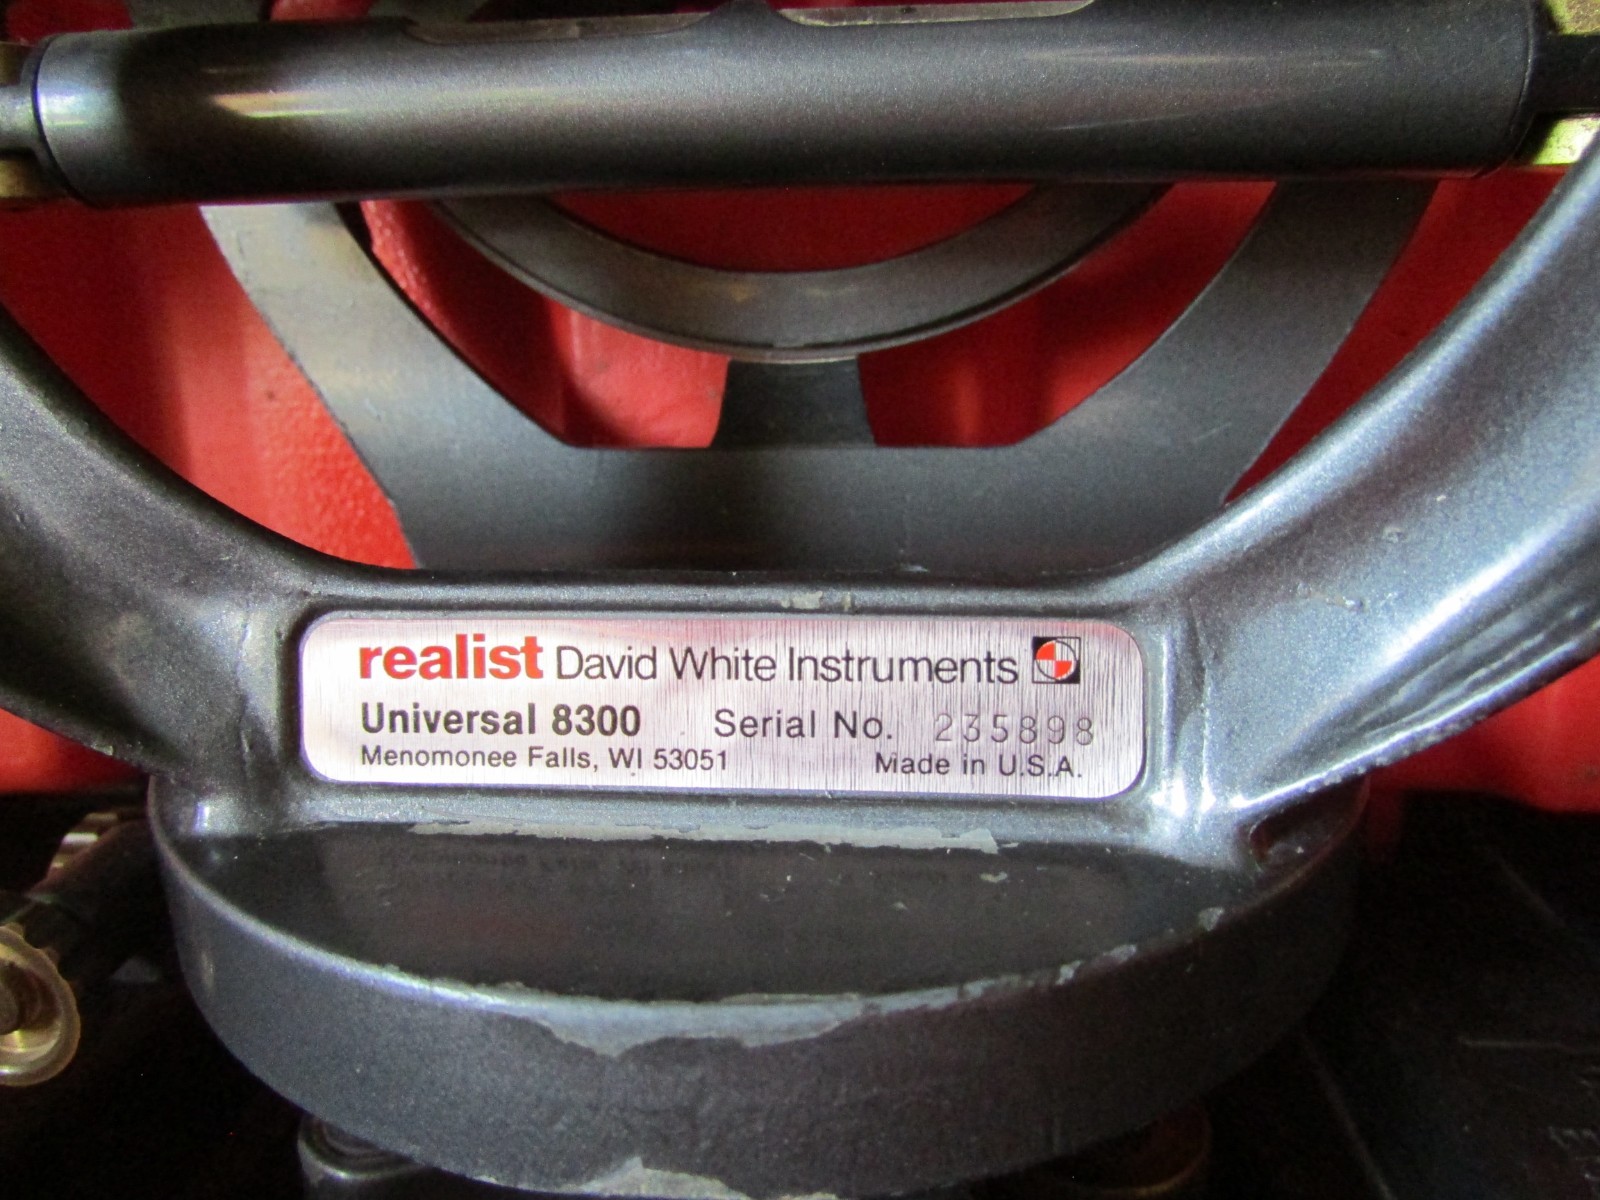 realist David White Instruments
Universal 8300 Serial No. 235898
Menomonee Falls, WI 53051 Made in U.S.A.